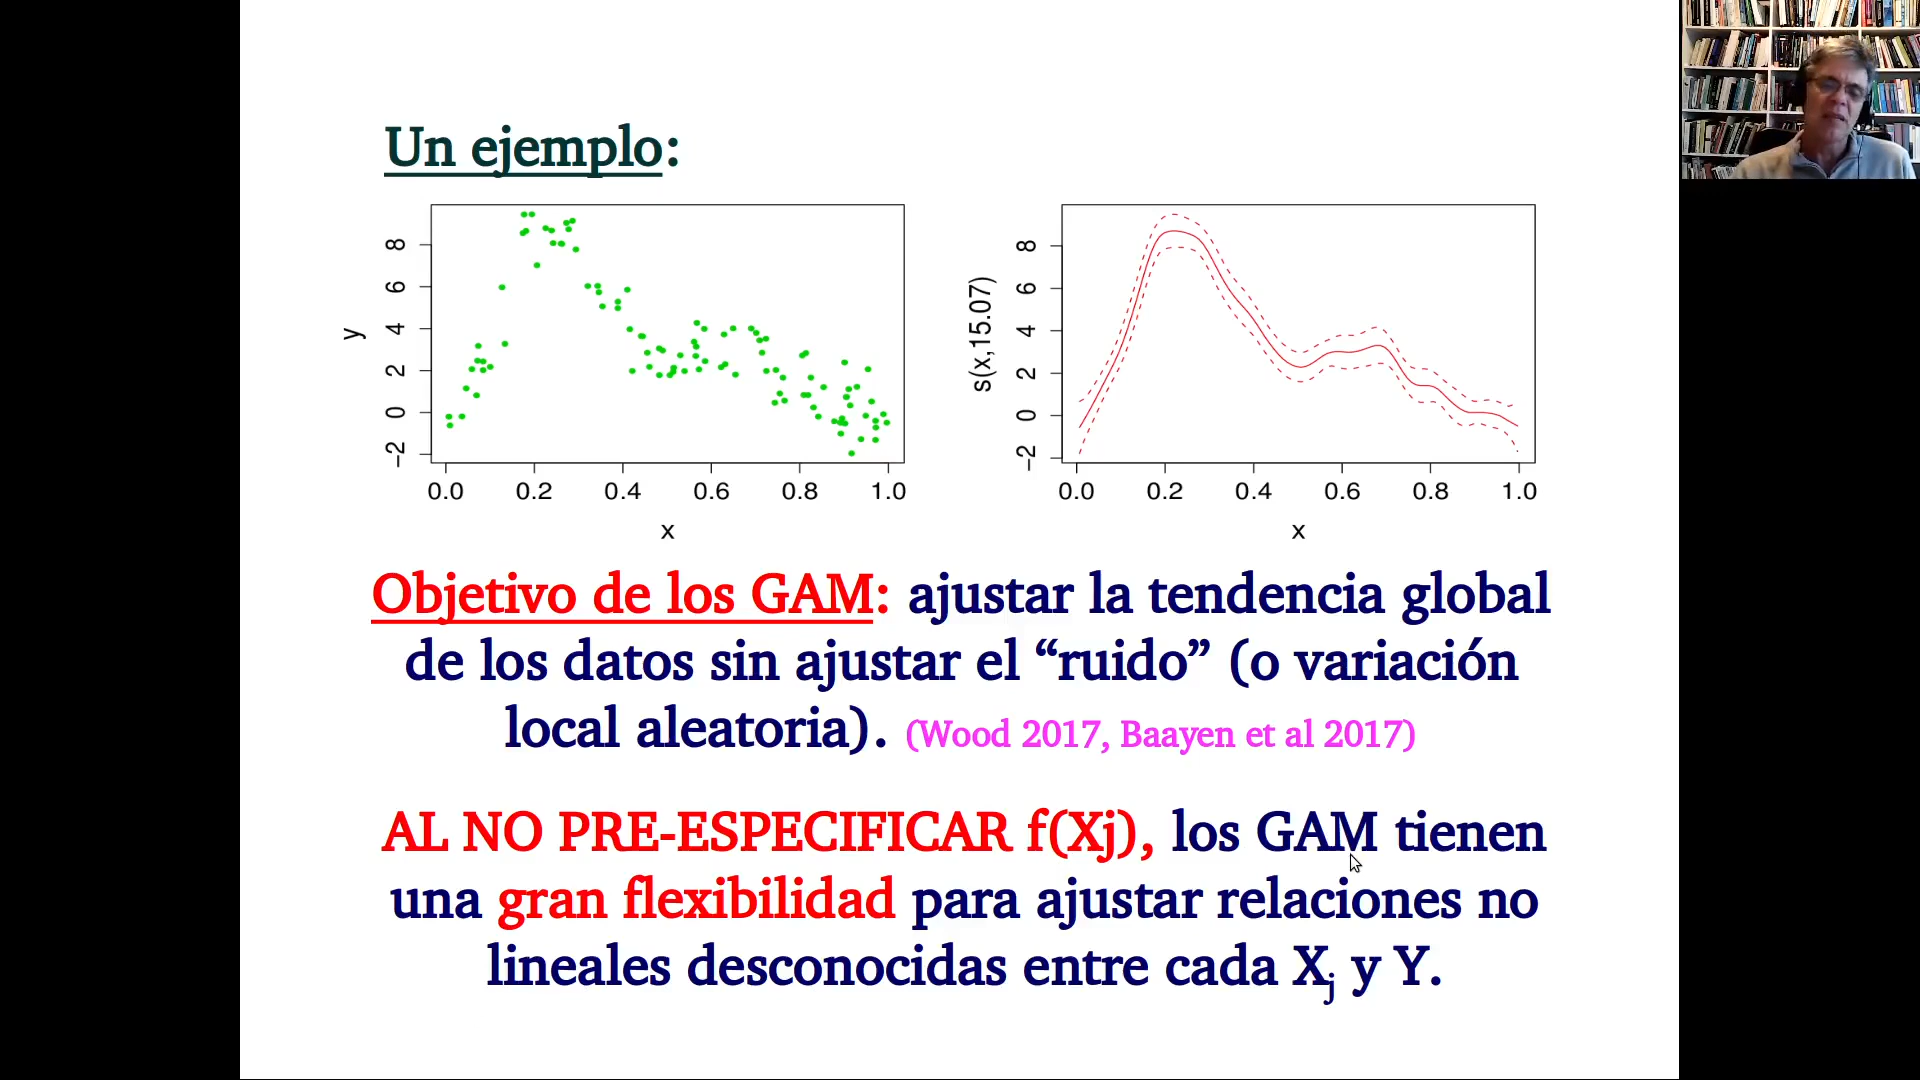 Un ejemplo:
y
8
6
4
2
0
−2
0.0 0.2 0.4 0.6 0.8 1.0
x
s(x,15.07)
8
6
4
2
0
−2
0.0 0.2 0.4 0.6 0.8 1.0
x
Objetivo de los GAM: ajustar la tendencia global
de los datos sin ajustar el “ruido” (o variación
local aleatoria). (Wood 2017, Baayen et al 2017)
AL NO PRE-ESPECIFICAR f(Xj), los GAM tienen
una gran flexibilidad para ajustar relaciones no
lineales desconocidas entre cada Xj y Y.